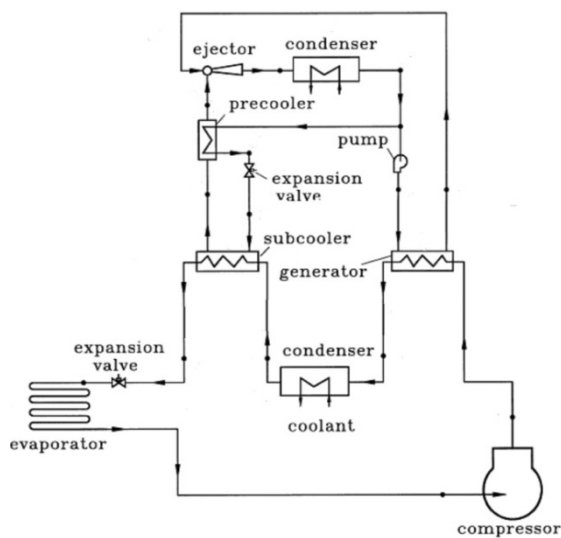 condenser
ejector
precooler
pump
expansion
valve
subcooler
generator
condenser
expansion
valve
coolant
evaporator
compressor